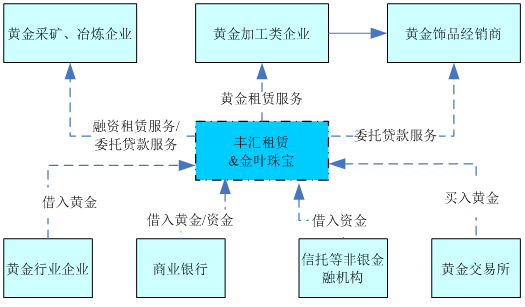 黄金采矿、冶炼企业
黄金加工类企业
黄金饰品经销商
黄金租赁服务
融资租赁服务/
委托贷款服务
丰汇租赁
&金叶珠宝
委托贷款服务
借入黄金
借入黄金/资金
借入资金
买入黄金
黄金行业企业
商业银行
信托等非银金
融机构
黄金交易所